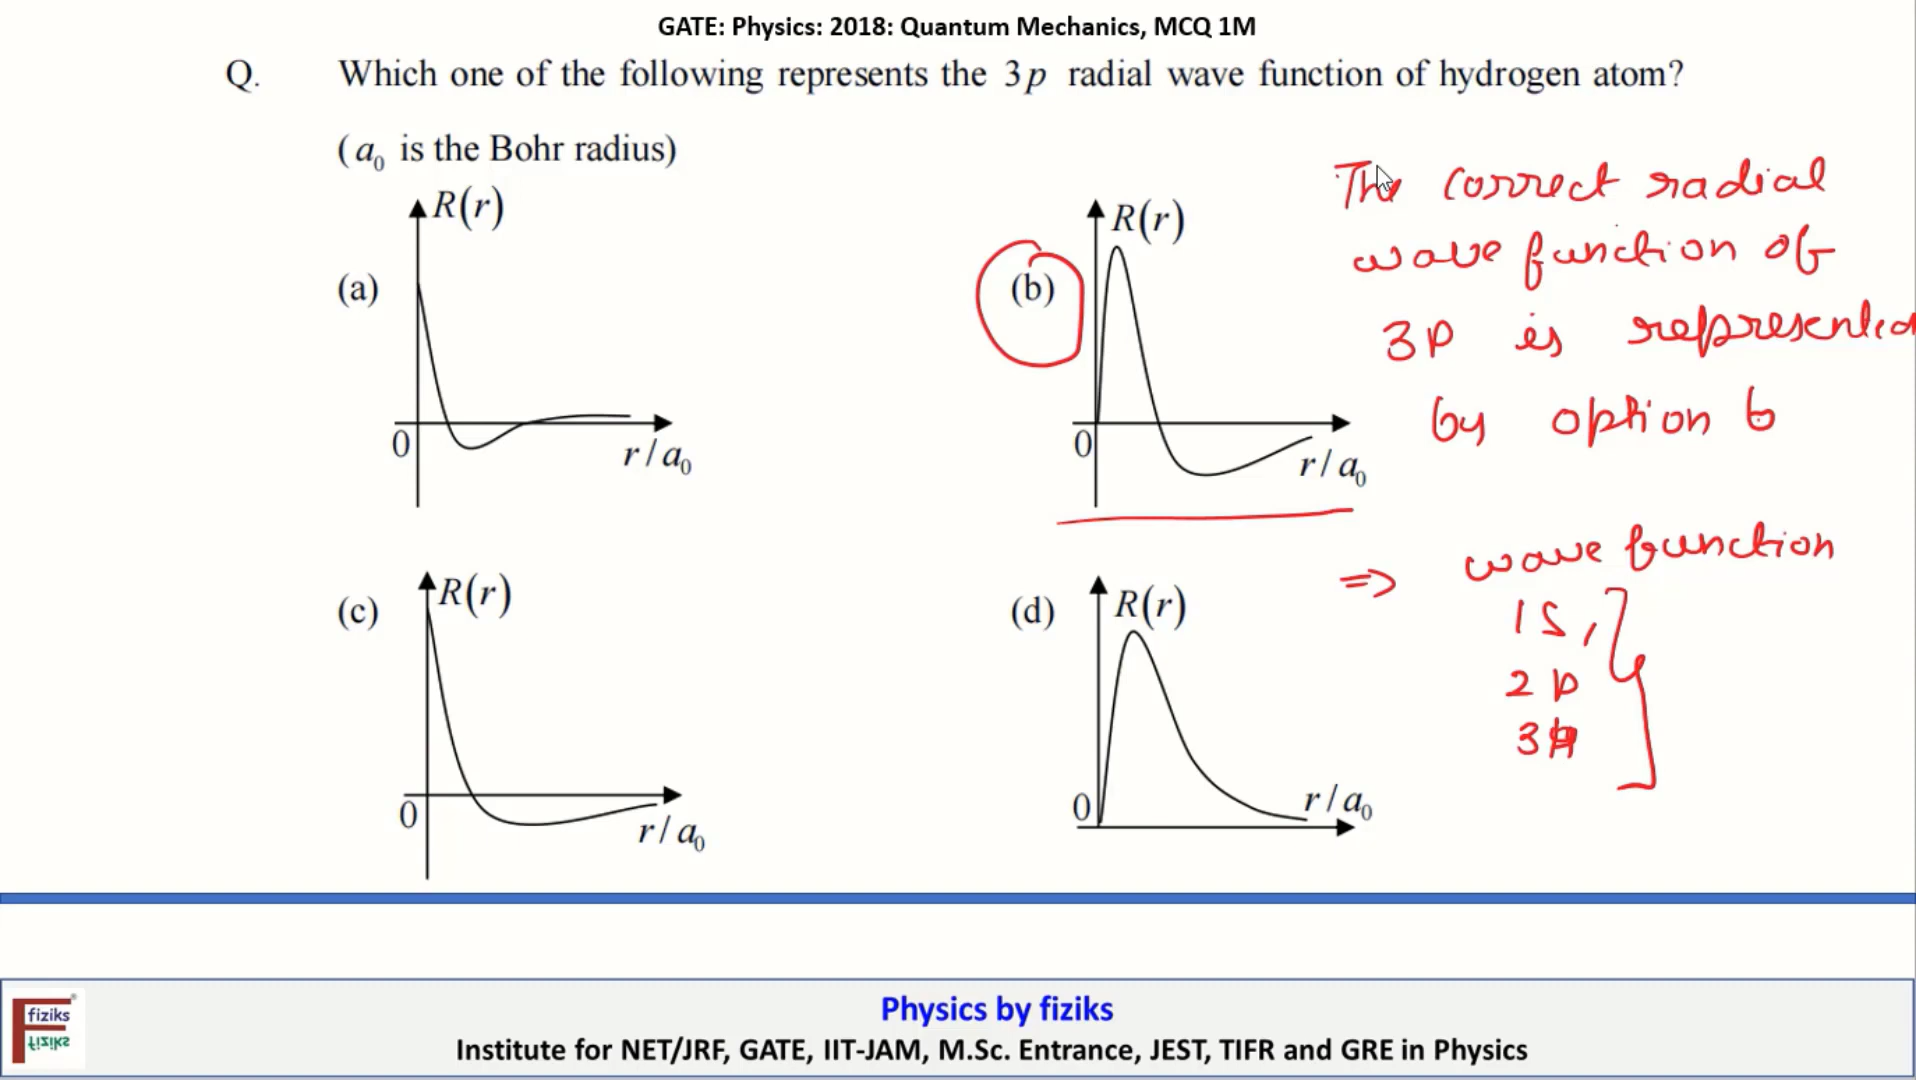 GATE: Physics: 2018: Quantum Mechanics, MCQ 1M
Q. Which one of the following represents the 3p radial wave function of hydrogen atom?
(a₀ is the Bohr radius)
(a)
R(r)
0
r/a₀
(b)
R(r)
0
r/a₀
The correct radial
wave function of
3p is represented
by option b
(c)
R(r)
0
r/a₀
(d)
R(r)
0
r/a₀
⇒ wave function
1S,
2p
3
fiziks
fiziks
Physics by fiziks
Institute for NET/JRF, GATE, IIT-JAM, M.Sc. Entrance, JEST, TIFR and GRE in Physics